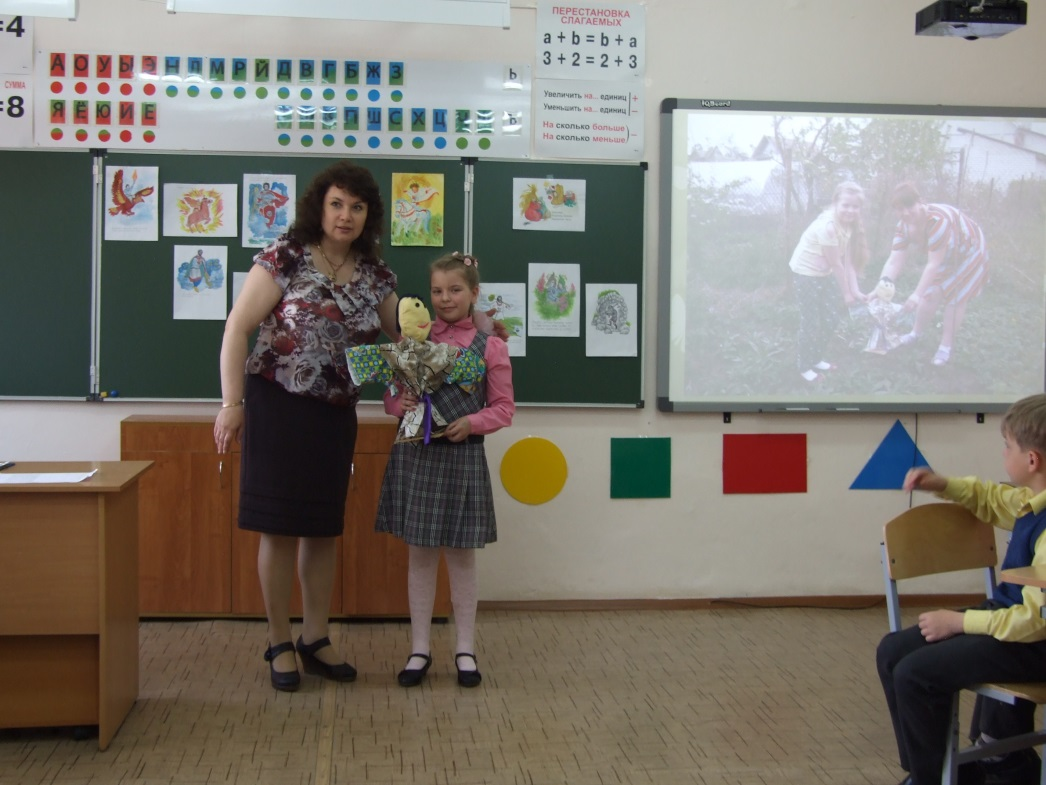 =4
СУММА
=8
А О У Ы Э Н Л М Р Й Д В Г Б Ж З
Ь
Я Ё Ю И Е
П Ш С Х Ц
Ъ
ПЕРЕСТАНОВКА
СЛАГАЕМЫХ
a + b = b + a
3 + 2 = 2 + 3
Увеличить на... единиц +
Уменьшить на... единиц –
На сколько больше
На сколько меньше –
IQBoard